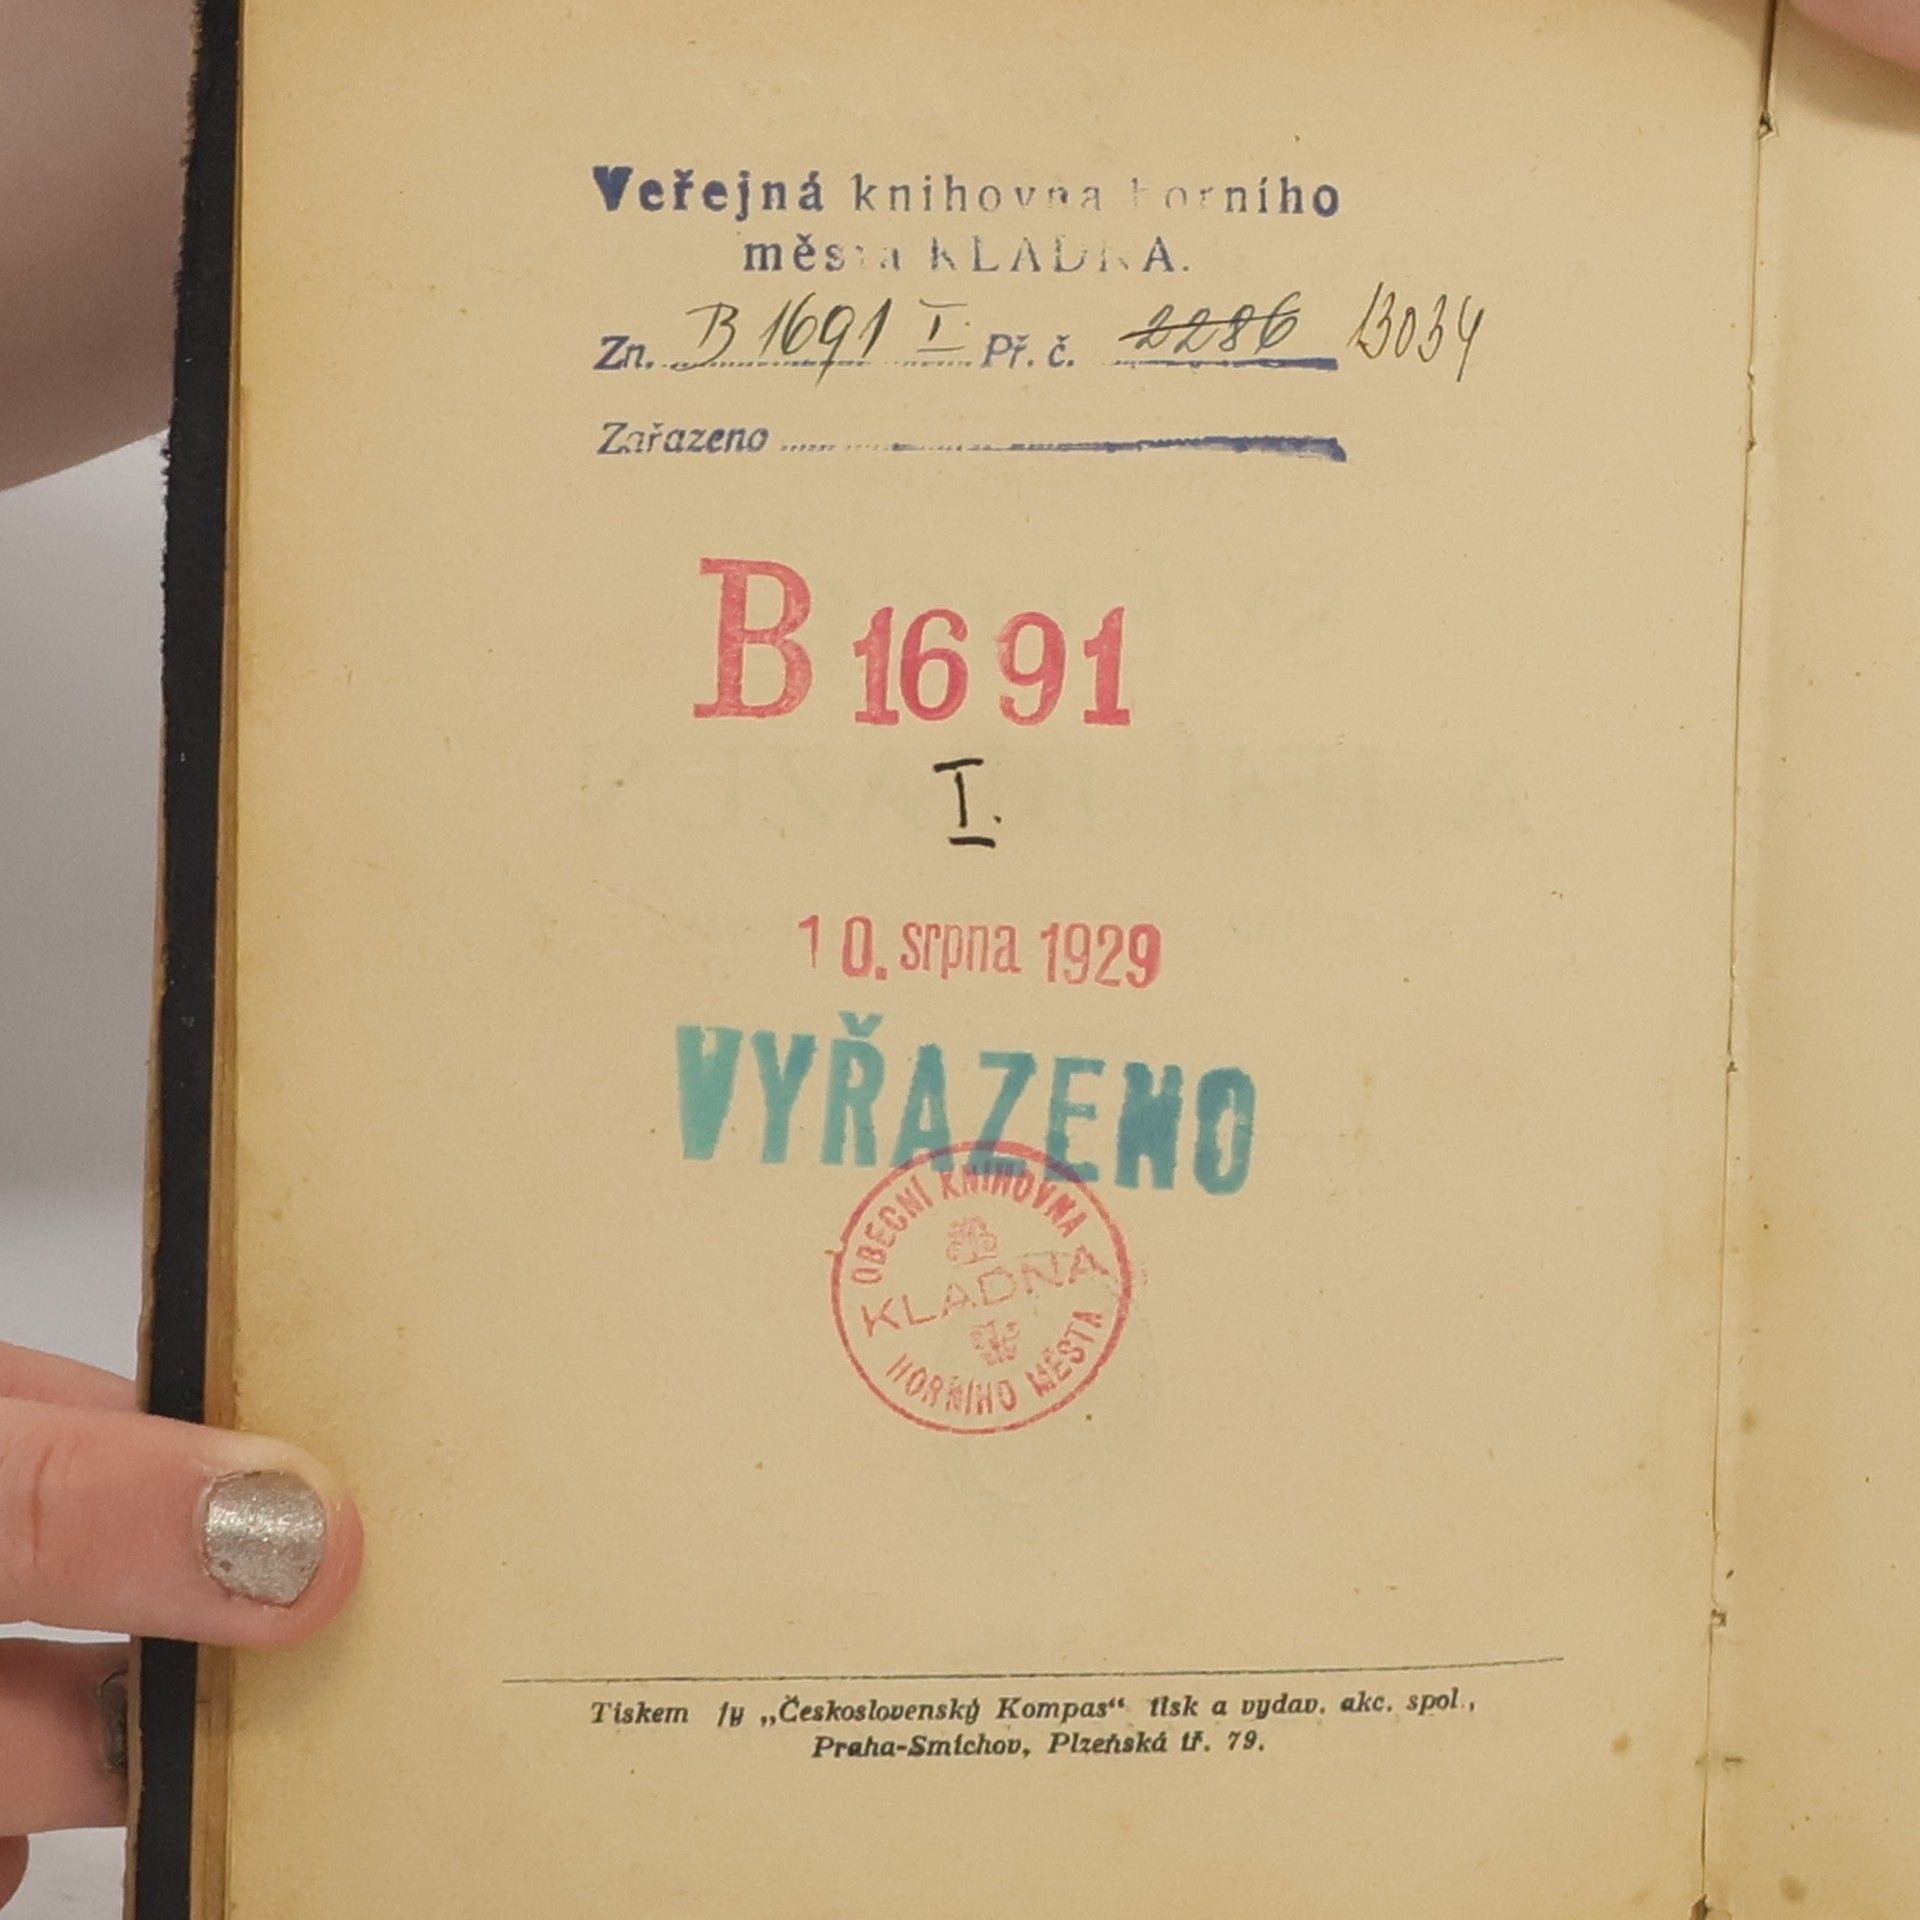 Veřejná knihovna horního
města KLADNA.
Zn. B 1691 I. Př. č. 2286 13034
Zařazeno
B 1691
I.
10. srpna 1929
VYŘAZENO
OBECNÍ KNIHOVNA
KLADNA
HORNÍHO MĚSTA
Tiskem fy „Československý Kompas“ tisk a vydav. akc. spol.,
Praha-Smíchov, Plzeňská tř. 79.